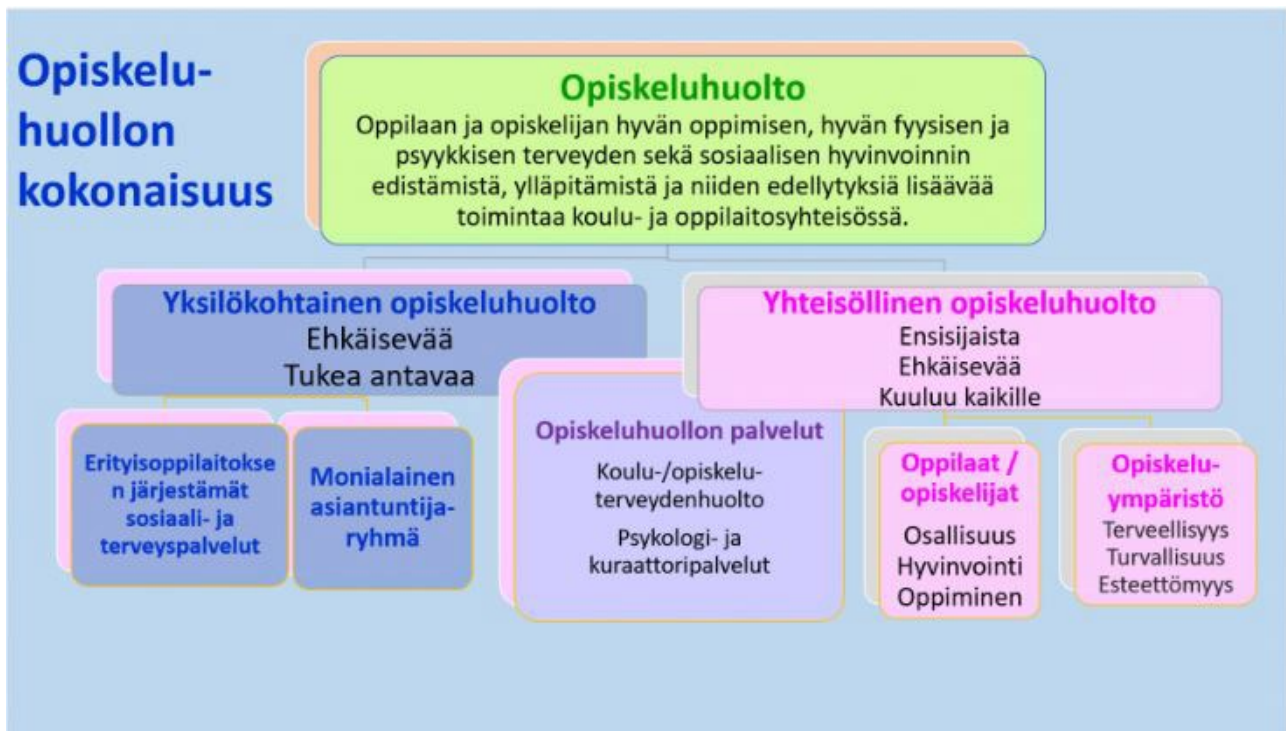 Opiskelu-
huollon
kokonaisuus
Opiskeluhuolto
Oppilaan ja opiskelijan hyvän oppimisen, hyvän fyysisen ja
psyykkisen terveyden sekä sosiaalisen hyvinvoinnin
edistämistä, ylläpitämistä ja niiden edellytyksiä lisäävää
toimintaa koulu- ja oppilaitosyhteisössä.
Yksilökohtainen opiskeluhuolto
Ehkäisevää
Tukea antavaa
Yhteisöllinen opiskeluhuolto
Ensisijaista
Ehkäisevää
Kuuluu kaikille
Erityisoppilaitokse
n järjestämät
sosiaali- ja
terveyspalvelut
Monialainen
asiantuntija-
ryhmä
Opiskeluhuollon palvelut
Koulu-/opiskelu-
terveydenhuolto
Psykologi- ja
kuraattoripalvelut
Oppilaat /
opiskelijat
Osallisuus
Hyvinvointi
Oppiminen
Opiskelu-
ympäristö
Terveellisyys
Turvallisuus
Esteettömyys